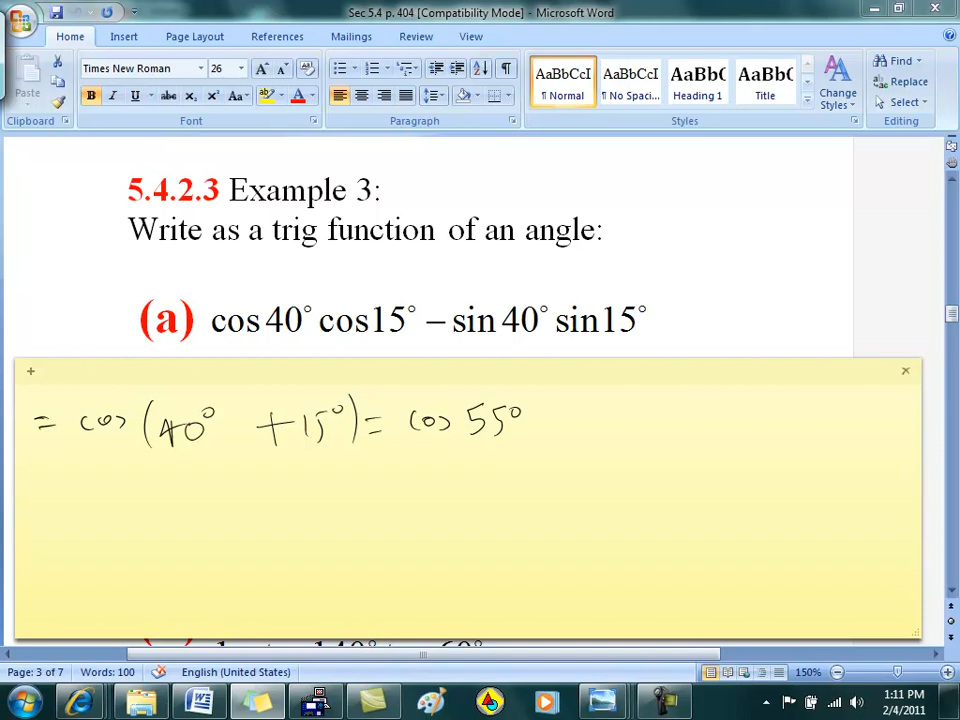 Sec 5.4 p. 404 [Compatibility Mode] - Microsoft Word
Home Insert Page Layout References Mailings Review View
Times New Roman 26 Find
Paste AaBbCcI AaBbCcI AaBbC AaBbC Change Styles Replace
B I U abc x₂ x² Aa A ¶ Normal ¶ No Spaci... Heading 1 Title Select
Clipboard Font Paragraph Styles Editing
5.4.2.3 Example 3:
Write as a trig function of an angle:
(a) cos 40° cos 15° – sin 40° sin 15°
= cos (40° + 15°) = cos 55°
Page: 3 of 7 Words: 100 English (United States) 150%
1:11 PM
2/4/2011